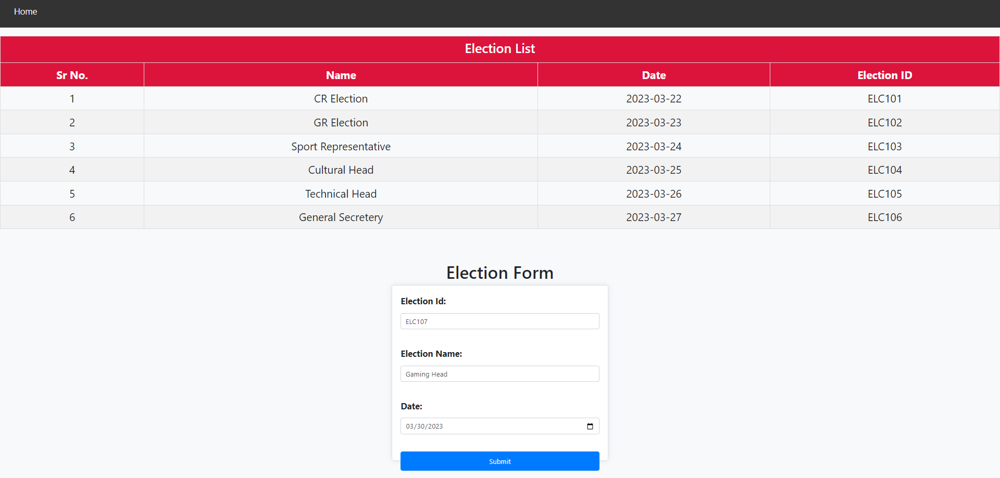 Home
Election List
Sr No. Name Date Election ID
1 CR Election 2023-03-22 ELC101
2 GR Election 2023-03-23 ELC102
3 Sport Representative 2023-03-24 ELC103
4 Cultural Head 2023-03-25 ELC104
5 Technical Head 2023-03-26 ELC105
6 General Secretery 2023-03-27 ELC106
Election Form
Election Id:
ELC107
Election Name:
Gaming Head
Date:
03/30/2023
Submit